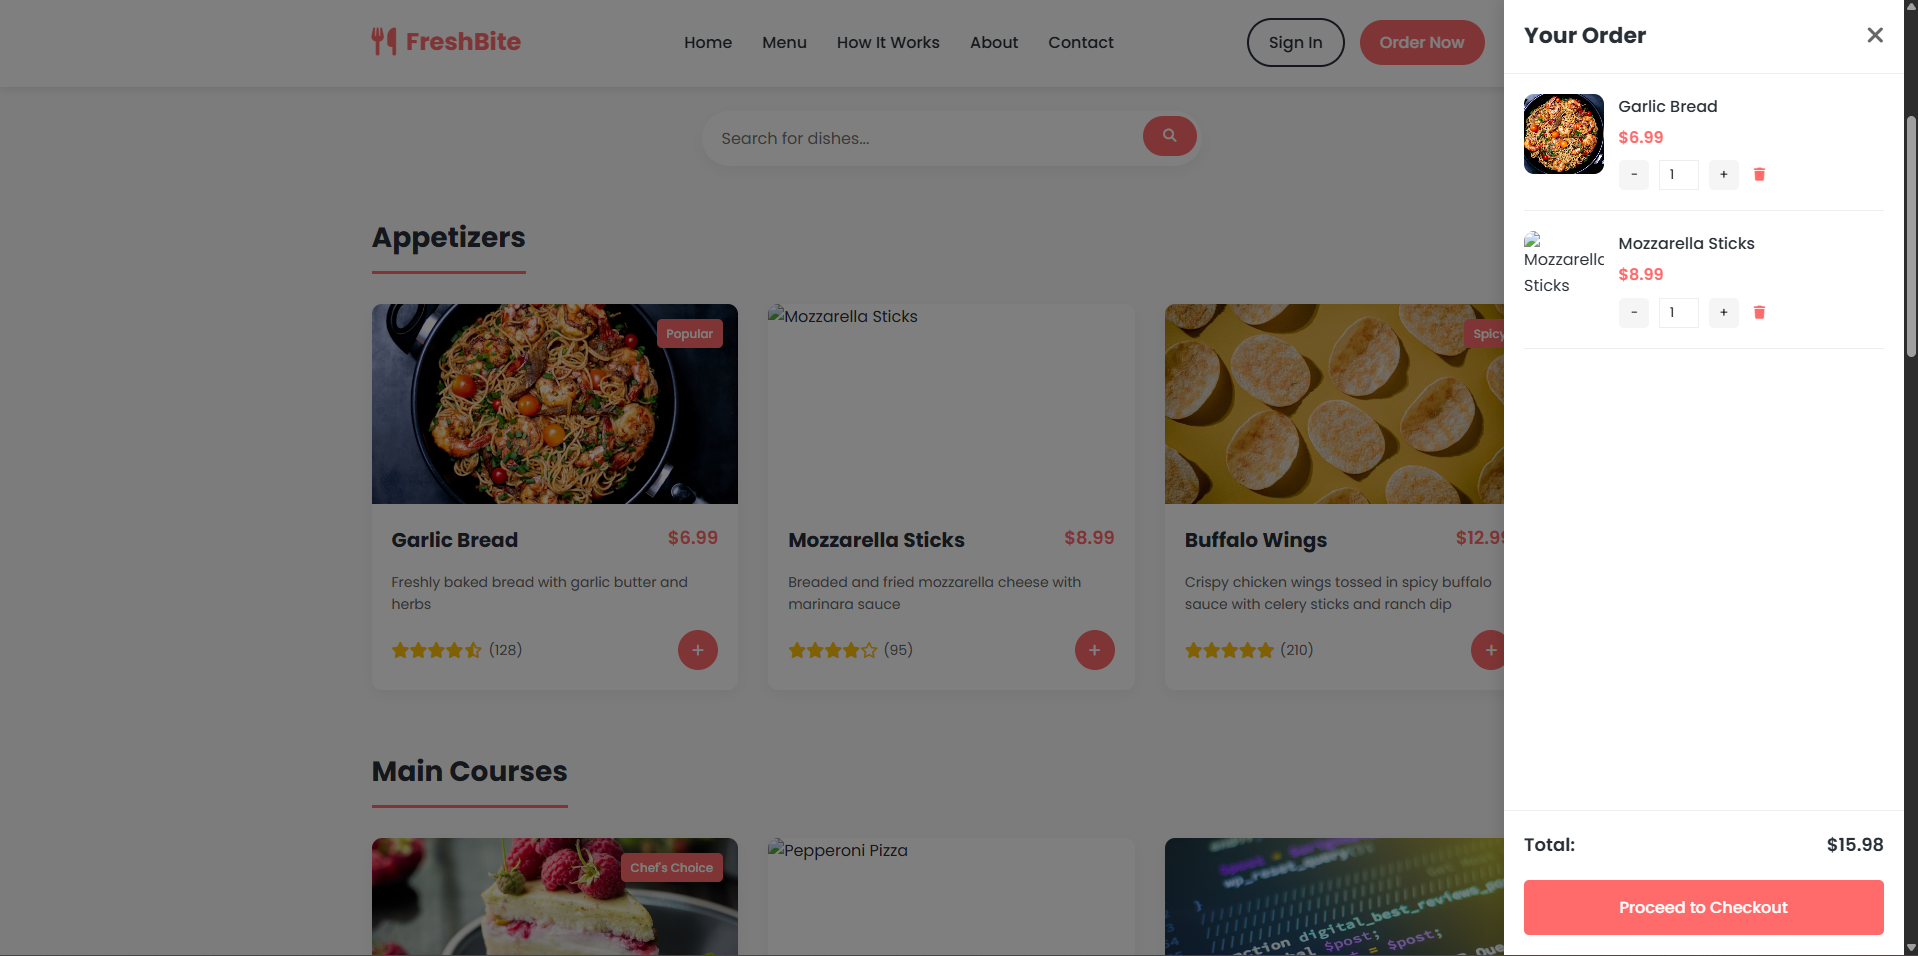 FreshBite
Home Menu How It Works About Contact
Sign In
Order Now
Search for dishes...
Appetizers
Popular
Mozzarella Sticks
Spicy
Garlic Bread $6.99
Freshly baked bread with garlic butter and
herbs
(128)
+
Mozzarella Sticks $8.99
Breaded and fried mozzarella cheese with
marinara sauce
(95)
+
Buffalo Wings $12.99
Crispy chicken wings tossed in spicy buffalo
sauce with celery sticks and ranch dip
(210)
+
Main Courses
Chef's Choice
Pepperoni Pizza
wp_reset_query()
digital_best_reviews_po
$post;
= $post;
Your Order
Garlic Bread
$6.99
- 1 +
Mozzarella
Sticks
Mozzarella Sticks
$8.99
- 1 +
Total: $15.98
Proceed to Checkout